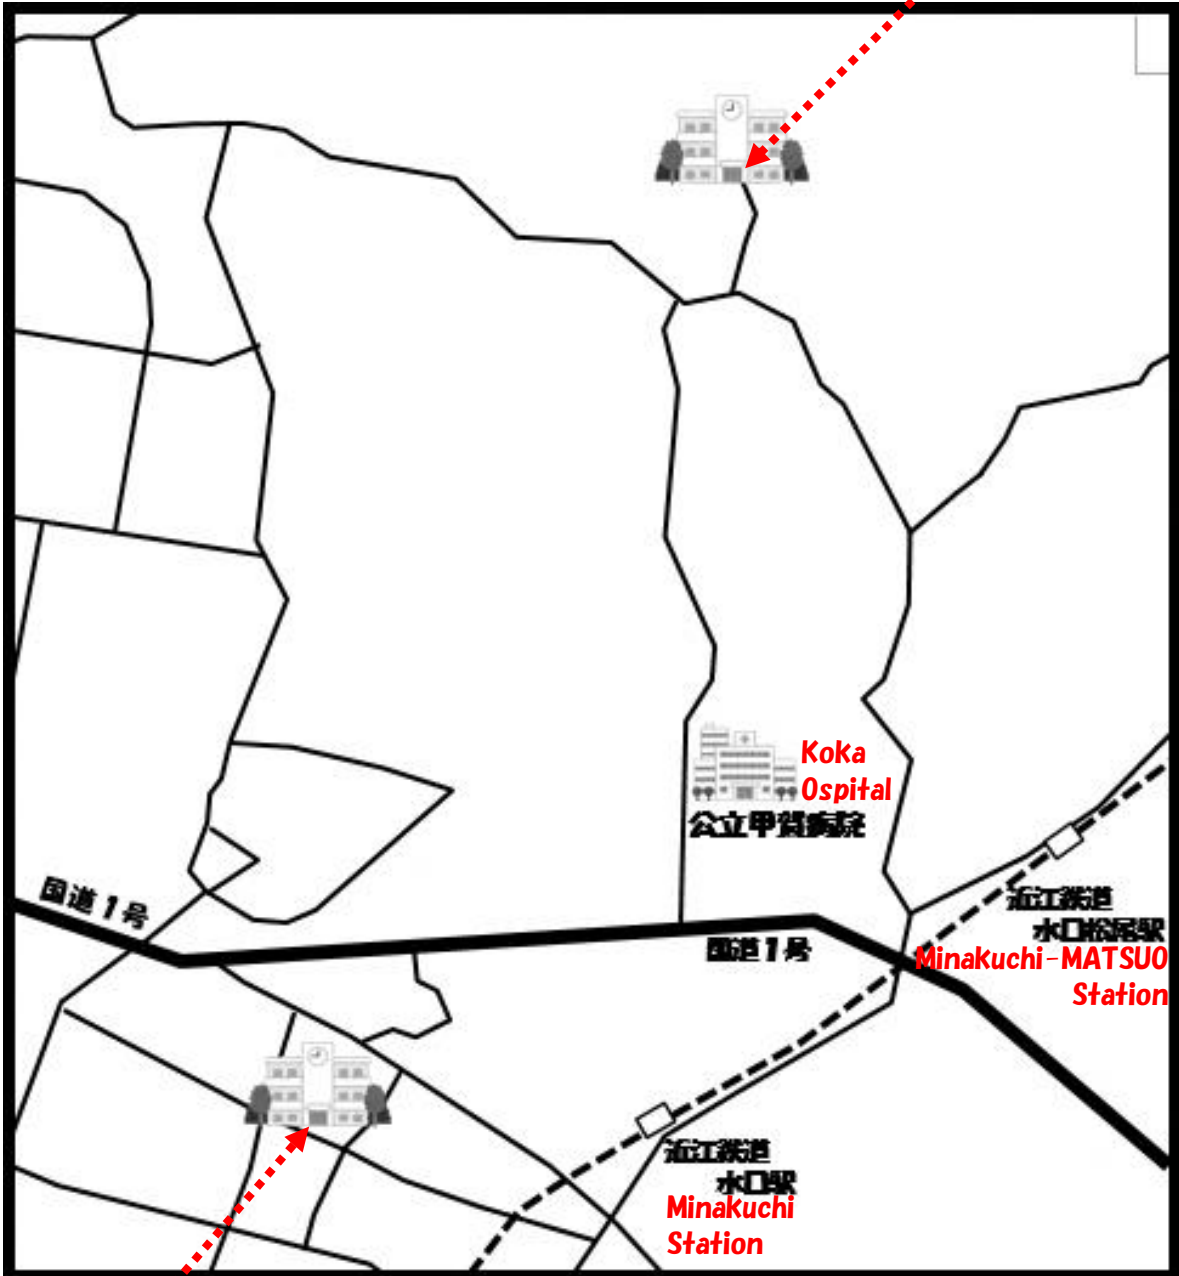 Koka
Ospital
公立甲賀病院
国道1号
近江鉄道
水口松尾駅
国道1号
Minakuchi-MATSUO
Station
近江鉄道
水口駅
Minakuchi
Station